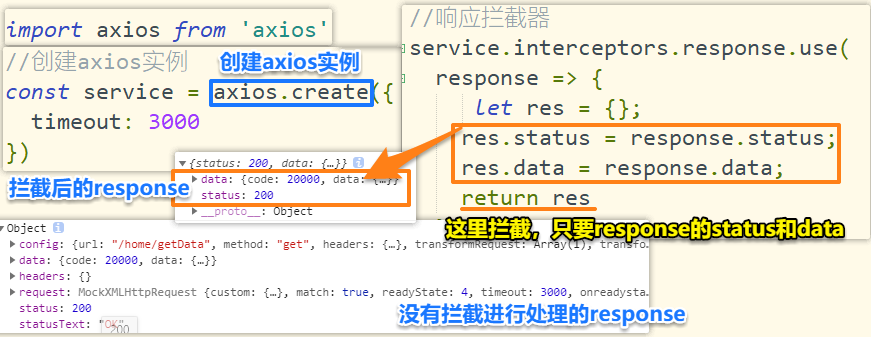 import axios from 'axios'
//创建axios实例
创建axios实例
const service = axios.create({
timeout: 3000
})
拦截后的response
{status: 200, data: {…}} i
data: {code: 20000, data: {…}}
status: 200
__proto__: Object
//响应拦截器
service.interceptors.response.use(
response => {
let res = {};
res.status = response.status;
res.data = response.data;
return res
这里拦截，只要response的status和data
Object i
config: {url: "/home/getData", method: "get", headers: {…}, transformRequest: Array(1), transfo…
data: {code: 20000, data: {…}}
headers: {}
request: MockXMLHttpRequest {custom: {…}, match: true, readyState: 4, timeout: 3000, onreadysta…
status: 200
statusText: "OK"
200
没有拦截进行处理的response